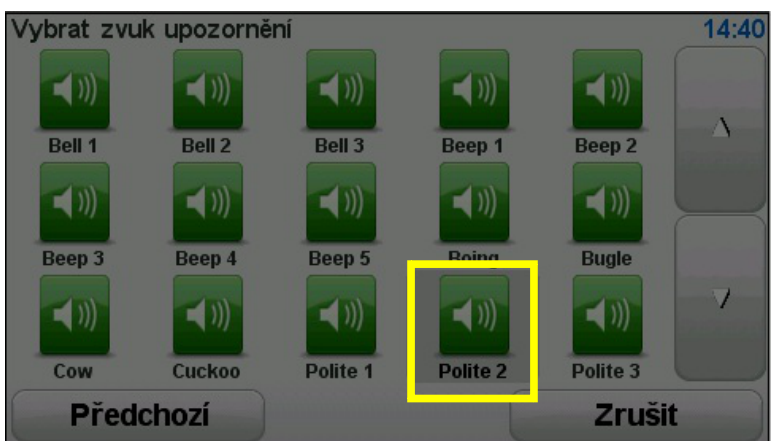 Vybrat zvuk upozornění 14:40
Bell 1 Bell 2 Bell 3 Beep 1 Beep 2
Beep 3 Beep 4 Beep 5 Boing Bugle
Cow Cuckoo Polite 1 Polite 2 Polite 3
Předchozí Zrušit